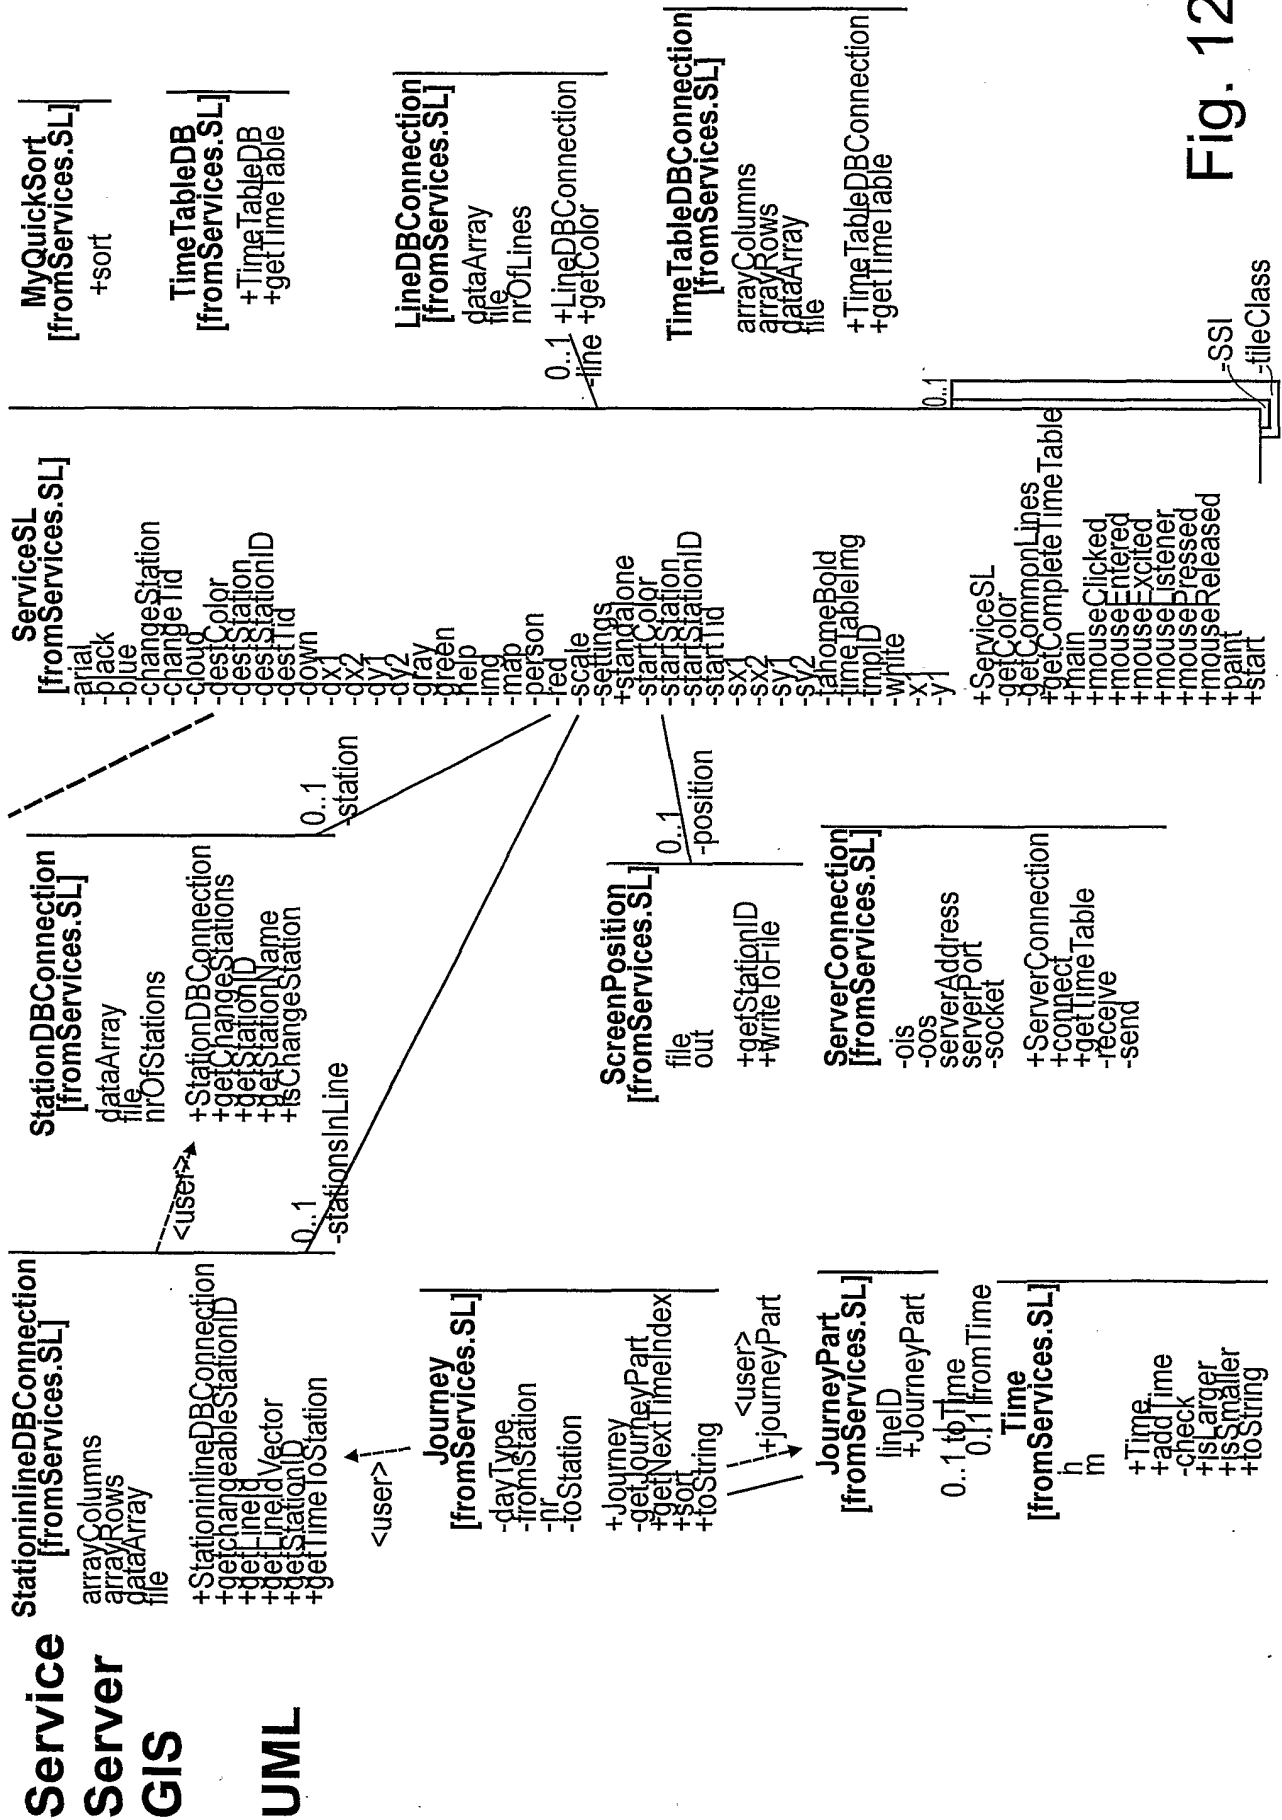 Service
Server
GIS
UML
StationinlineDBConnection
[fromServices.SL]
arrayColumns
arrayRows
dataArray
file
+StationinlineDBConnection
+getchangeableStationID
+getLineId
+getLineIdVector
+getStationID
+getTimeToStation
<user>
Journey
[fromServices.SL]
-dayType
-fromStation
-nr
-toStation
+Journey
-getJourneyPart
+getNextTimeIndex
+sort
+toString
<user>
+journeyPart
JourneyPart
[fromServices.SL]
lineID
+JourneyPart
0..1 toTime
0..1 fromTime
Time
[fromServices.SL]
h
m
+Time
+addTime
-check
+isLarger
+isSmaller
+toString
<user>
0..1
-stationsInLine
StationDBConnection
[fromServices.SL]
dataArray
file
nrOfStations
+StationDBConnection
+getChangeStations
+getStationID
+getStationName
+isChangeStation
0..1
-station
ScreenPosition
[fromServices.SL]
file
out
+getStationID
+writeToFile
0..1
-position
ServerConnection
[fromServices.SL]
-ois
-oos
serverAddress
serverPort
-socket
+ServerConnection
+connect
+getTimeTable
-receive
-send
ServiceSL
[fromServices.SL]
-arial
-black
-blue
-changeStation
-changeTid
-cloud
-destColor
-destStation
-destStationID
-destTid
-down
-dx1
-dx2
-dy1
-dy2
-gray
-green
-help
-img
-map
-person
-red
-scale
-settings
+standalone
-startColor
-startStation
-startStationID
-startTid
-sx1
-sx2
-sy1
-sy2
-tahomeBold
-timeTableImg
-tmpID
-white
-x1
-y1
+ServiceSL
-getColor
-getCommonLines
+getCompleteTimeTable
+main
+mouseClicked
+mouseEntered
+mouseExcited
+mouseListener
+mousePressed
+mouseReleased
+paint
+start
MyQuickSort
[fromServices.SL]
+sort
TimeTableDB
[fromServices.SL]
+TimeTableDB
+getTimeTable
LineDBConnection
[fromServices.SL]
dataArray
file
nrOfLines
+LineDBConnection
+getColor
0..1
-line
TimeTableDBConnection
[fromServices.SL]
arrayColumns
arrayRows
dataArray
file
+TimeTableDBConnection
+getTimeTable
0..1
-SSI
-tileClass
Fig. 12